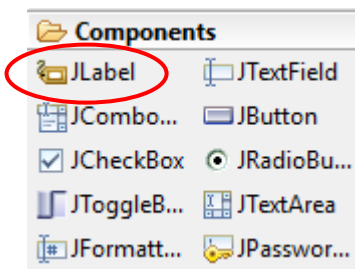 Components
JLabel JTextField
JCombo... JButton
JCheckBox JRadioBu...
JToggleB... JTextArea
JFormatt... JPasswor...